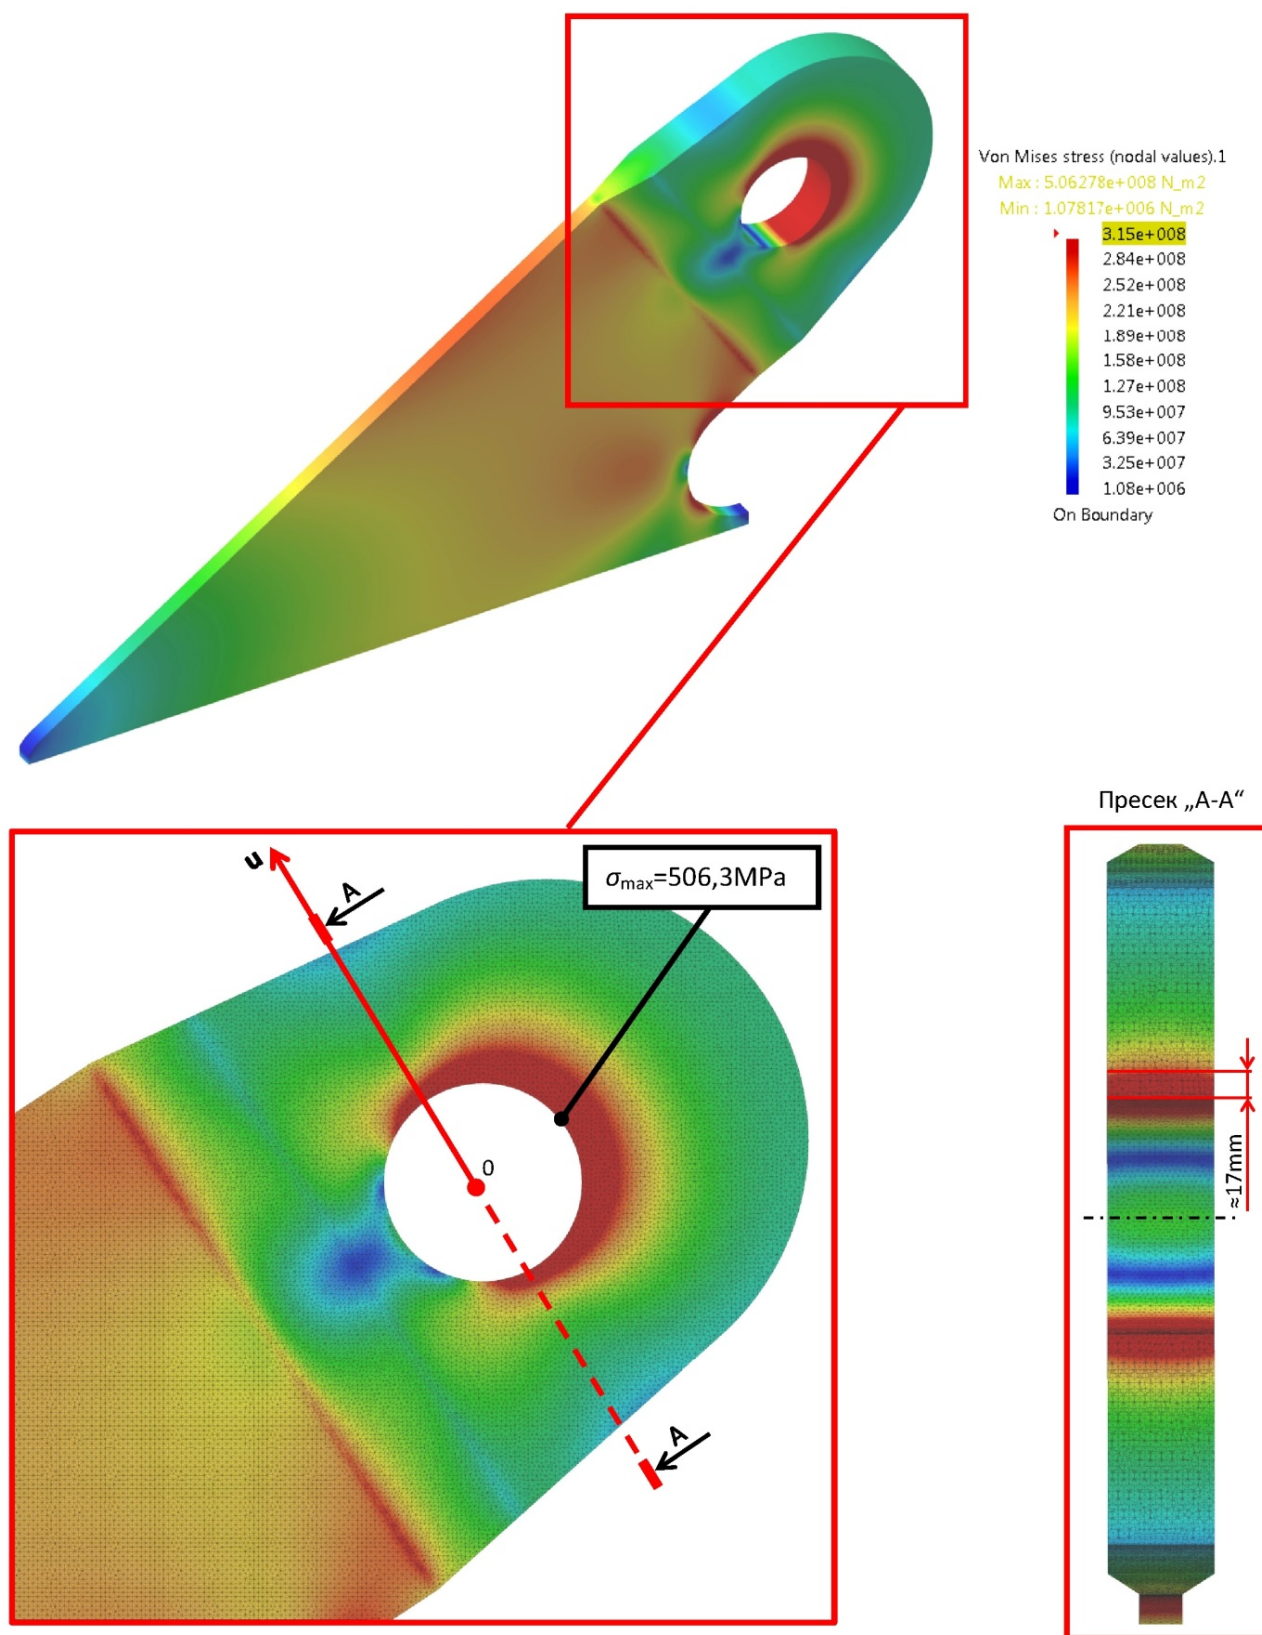 Von Mises stress (nodal values).1
Max : 5.06278e+008 N_m2
Min : 1.07817e+006 N_m2
3.15e+008
2.84e+008
2.52e+008
2.21e+008
1.89e+008
1.58e+008
1.27e+008
9.53e+007
6.39e+007
3.25e+007
1.08e+006
On Boundary
Пресек „А-А“
u
A
σmax=506,3MPa
0
A
≈17mm